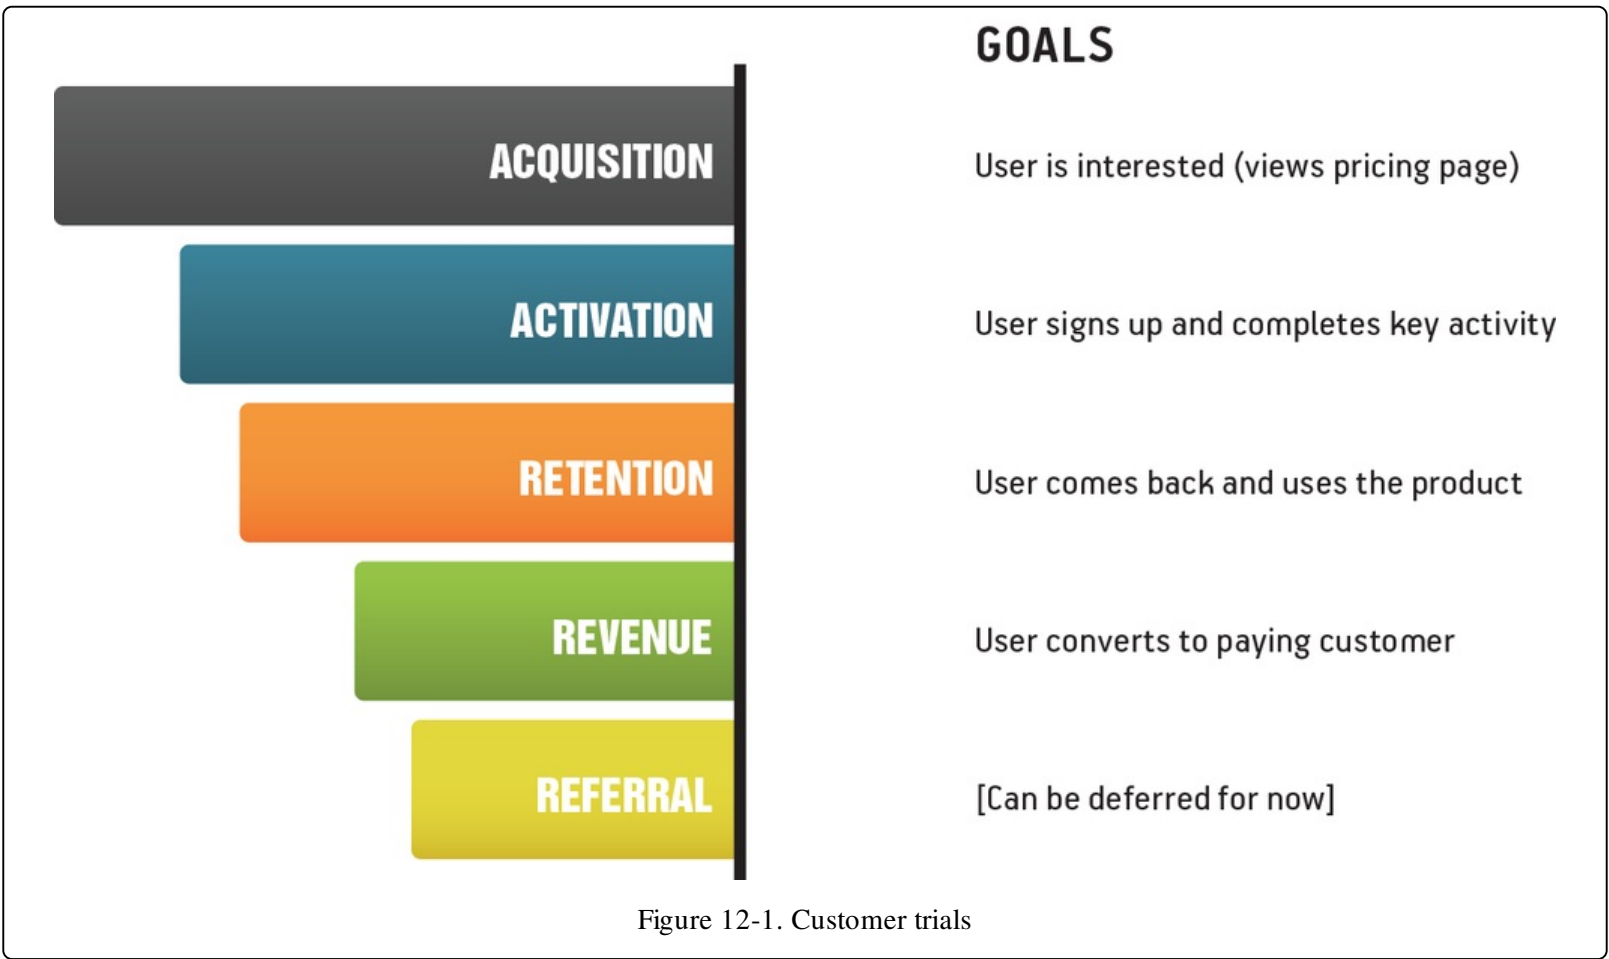 GOALS
ACQUISITION
User is interested (views pricing page)
ACTIVATION
User signs up and completes key activity
RETENTION
User comes back and uses the product
REVENUE
User converts to paying customer
REFERRAL
[Can be deferred for now]
Figure 12-1. Customer trials